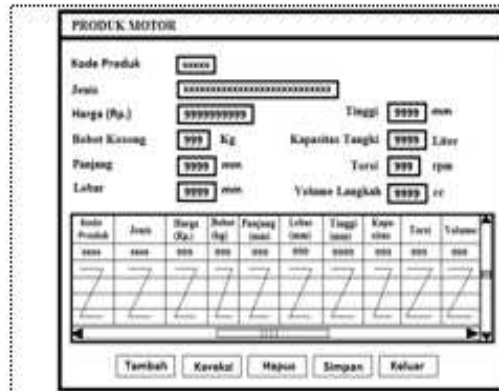 PRODUK MOTOR
Kode Produk xxxxx
Jenis xxxxxxxxxxxxxxxxxxxxxxxxx
Harga (Rp.) 9999999999 Tinggi 9999 mm
Bobot Kosong 999 Kg Kapasitas Tangki 9999 Liter
Panjang 9999 mm Torsi 999 rpm
Lebar 9999 mm Volume Langkah 9999 cc
Kode Produk Jenis Harga (Rp.) Bobot (kg) Panjang (mm) Lebar (mm) Tinggi (mm) Kapasitas Torsi Volume
Tambah Koreksi Hapus Simpan Keluar